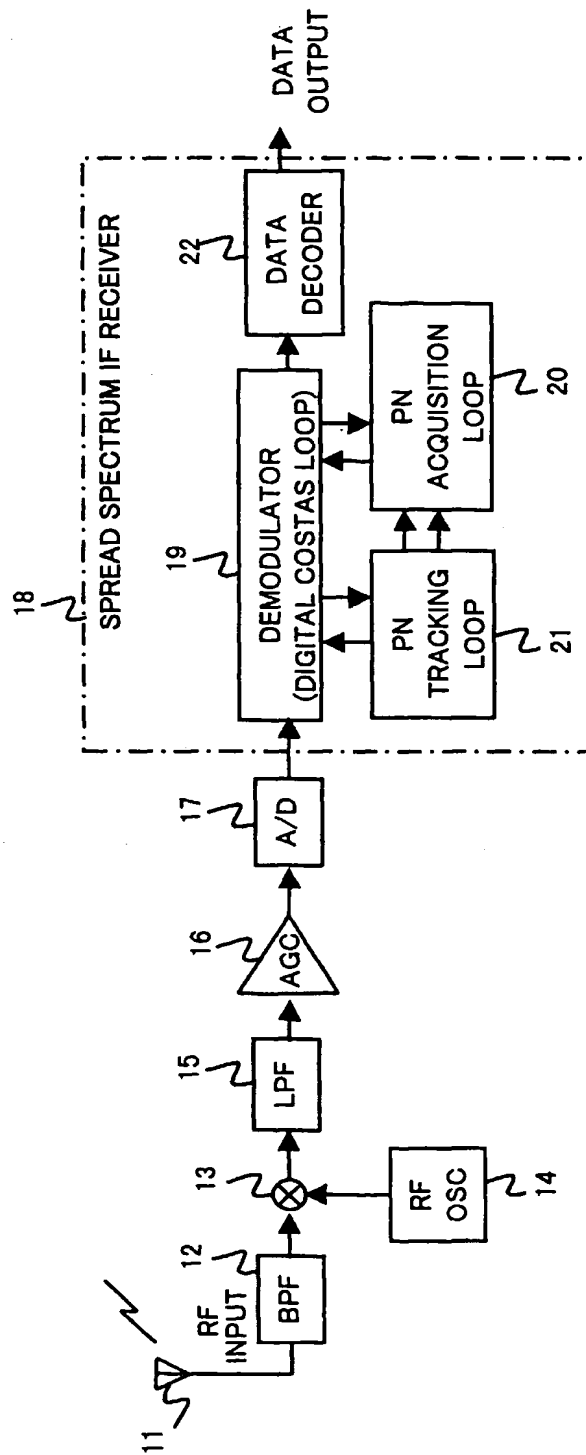 11
RF
INPUT
12
BPF
13
RF
OSC
14
15
LPF
16
AGC
17
A/D
18
SPREAD SPECTRUM IF RECEIVER
19
DEMODULATOR
(DIGITAL COSTAS LOOP)
PN
TRACKING
LOOP
21
PN
ACQUISITION
LOOP
20
22
DATA
DECODER
DATA
OUTPUT